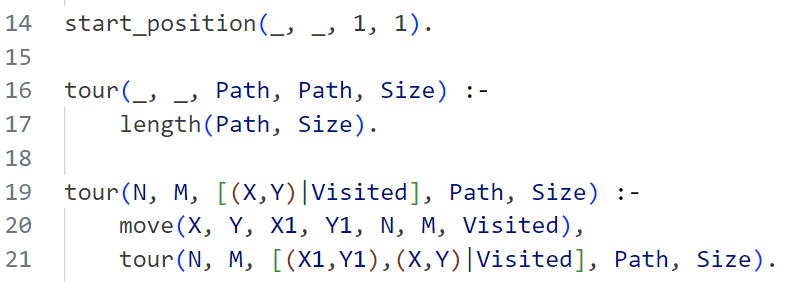 14 start_position(_, _, 1, 1).
15
16 tour(_, _, Path, Path, Size) :-
17     length(Path, Size).
18
19 tour(N, M, [(X,Y)|Visited], Path, Size) :-
20     move(X, Y, X1, Y1, N, M, Visited),
21     tour(N, M, [(X1,Y1),(X,Y)|Visited], Path, Size).